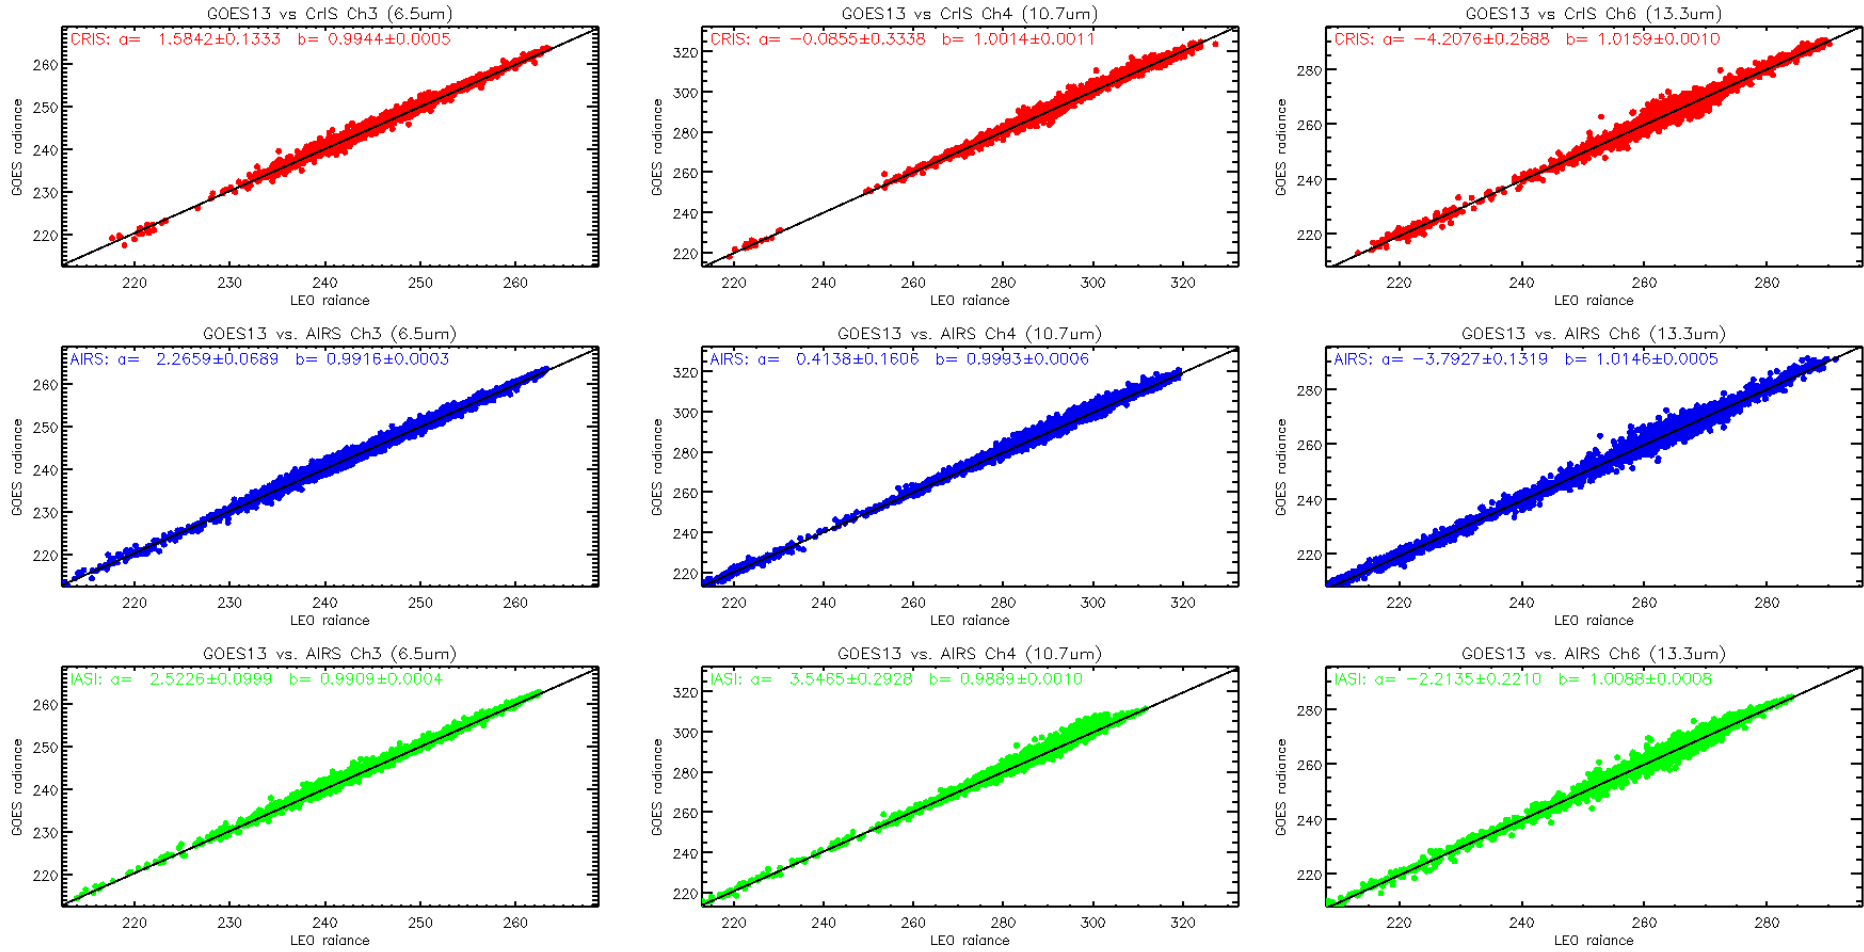 GOES13 vs CrIS Ch3 (6.5um)
CRIS: a= 1.5842±0.1333 b= 0.9944±0.0005
260
250
240
230
220
GOES radiance
220 230 240 250 260
LEO raiance
GOES13 vs CrIS Ch4 (10.7um)
CRIS: a= −0.0855±0.3338 b= 1.0014±0.0011
320
300
280
260
240
220
GOES radiance
220 240 260 280 300 320
LEO raiance
GOES13 vs CrIS Ch6 (13.3um)
CRIS: a= −4.2076±0.2688 b= 1.0159±0.0010
280
260
240
220
GOES radiance
220 240 260 280
LEO raiance
GOES13 vs. AIRS Ch3 (6.5um)
AIRS: a= 2.2659±0.0689 b= 0.9916±0.0003
260
250
240
230
220
GOES radiance
220 230 240 250 260
LEO raiance
GOES13 vs. AIRS Ch4 (10.7um)
AIRS: a= 0.4138±0.1606 b= 0.9993±0.0006
320
300
280
260
240
220
GOES radiance
220 240 260 280 300 320
LEO raiance
GOES13 vs. AIRS Ch6 (13.3um)
AIRS: a= −3.7927±0.1319 b= 1.0146±0.0005
280
260
240
220
GOES radiance
220 240 260 280
LEO raiance
GOES13 vs. AIRS Ch3 (6.5um)
IASI: a= 2.5226±0.0999 b= 0.9909±0.0004
260
250
240
230
220
GOES radiance
220 230 240 250 260
LEO raiance
GOES13 vs. AIRS Ch4 (10.7um)
IASI: a= 3.5465±0.2928 b= 0.9889±0.0010
320
300
280
260
240
220
GOES radiance
220 240 260 280 300 320
LEO raiance
GOES13 vs. AIRS Ch6 (13.3um)
IASI: a= −2.2135±0.2210 b= 1.0088±0.0008
280
260
240
220
GOES radiance
220 240 260 280
LEO raiance